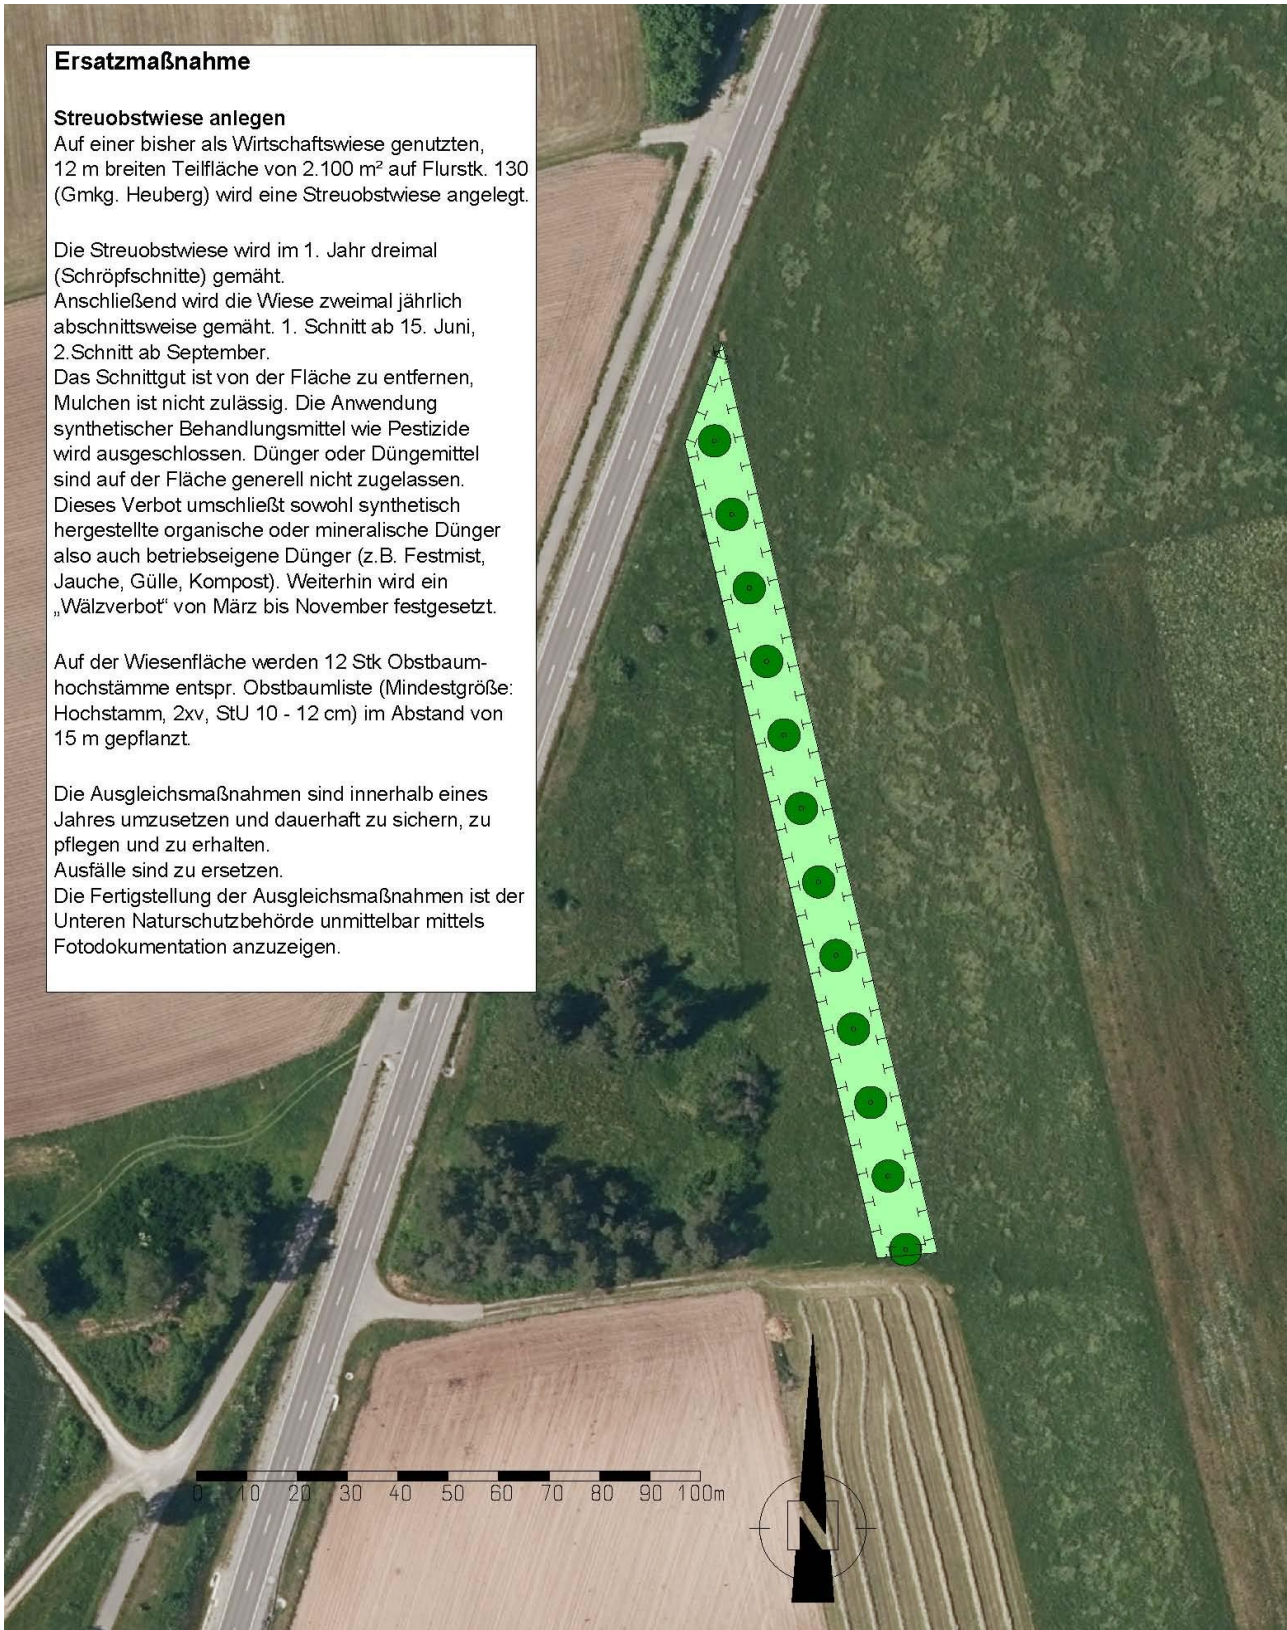 Ersatzmaßnahme
Streuobstwiese anlegen
Auf einer bisher als Wirtschaftswiese genutzten,
12 m breiten Teilfläche von 2.100 m² auf Flurstk. 130
(Gmkg. Heuberg) wird eine Streuobstwiese angelegt.
Die Streuobstwiese wird im 1. Jahr dreimal
(Schröpfschnitte) gemäht.
Anschließend wird die Wiese zweimal jährlich
abschnittsweise gemäht. 1. Schnitt ab 15. Juni,
2.Schnitt ab September.
Das Schnittgut ist von der Fläche zu entfernen,
Mulchen ist nicht zulässig. Die Anwendung
synthetischer Behandlungsmittel wie Pestizide
wird ausgeschlossen. Dünger oder Düngemittel
sind auf der Fläche generell nicht zugelassen.
Dieses Verbot umschließt sowohl synthetisch
hergestellte organische oder mineralische Dünger
also auch betriebseigene Dünger (z.B. Festmist,
Jauche, Gülle, Kompost). Weiterhin wird ein
„Wälzverbot“ von März bis November festgesetzt.
Auf der Wiesenfläche werden 12 Stk Obstbaum-
hochstämme entspr. Obstbaumliste (Mindestgröße:
Hochstamm, 2xv, StU 10 - 12 cm) im Abstand von
15 m gepflanzt.
Die Ausgleichsmaßnahmen sind innerhalb eines
Jahres umzusetzen und dauerhaft zu sichern, zu
pflegen und zu erhalten.
Ausfälle sind zu ersetzen.
Die Fertigstellung der Ausgleichsmaßnahmen ist der
Unteren Naturschutzbehörde unmittelbar mittels
Fotodokumentation anzuzeigen.
0 10 20 30 40 50 60 70 80 90 100m
N